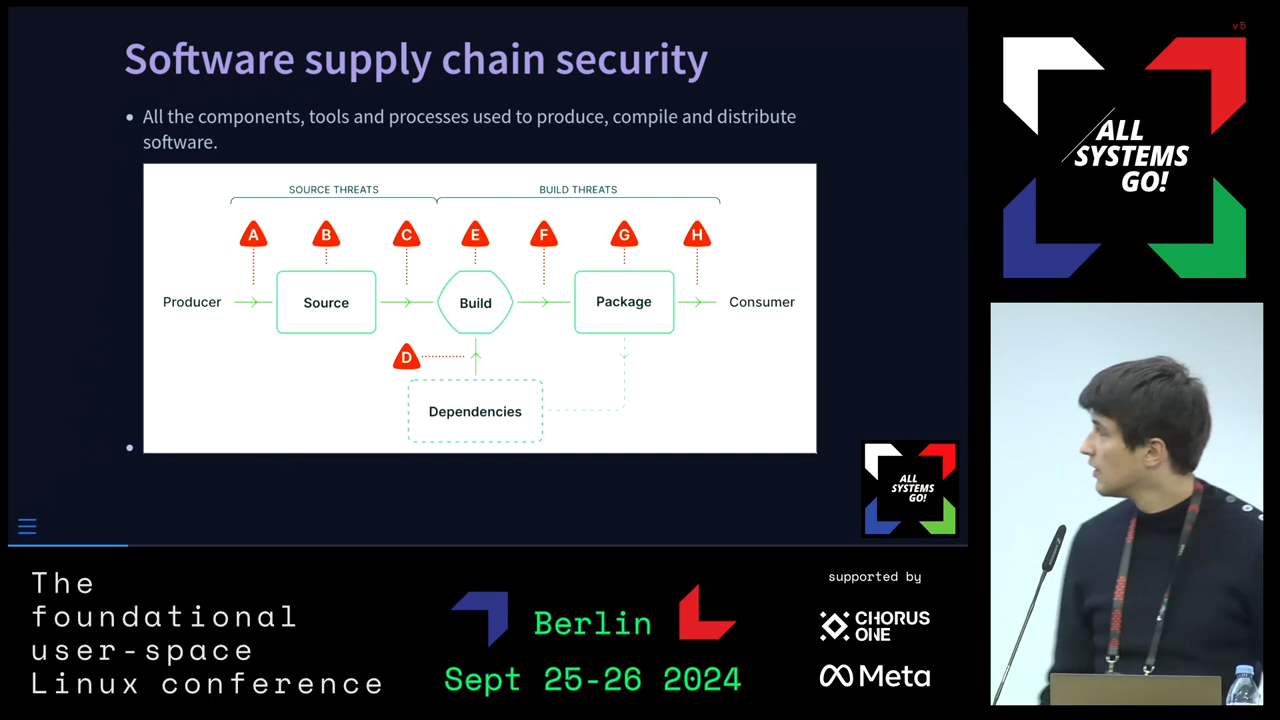 Software supply chain security
All the components, tools and processes used to produce, compile and distribute
software.
SOURCE THREATS
BUILD THREATS
A
B
C
E
F
G
H
Producer
Source
Build
Package
Consumer
D
Dependencies
ALL
SYSTEMS
GO!
v5
ALL
SYSTEMS
GO!
The
foundational
user-space
Linux conference
Berlin
Sept 25-26 2024
supported by
CHORUS
ONE
Meta